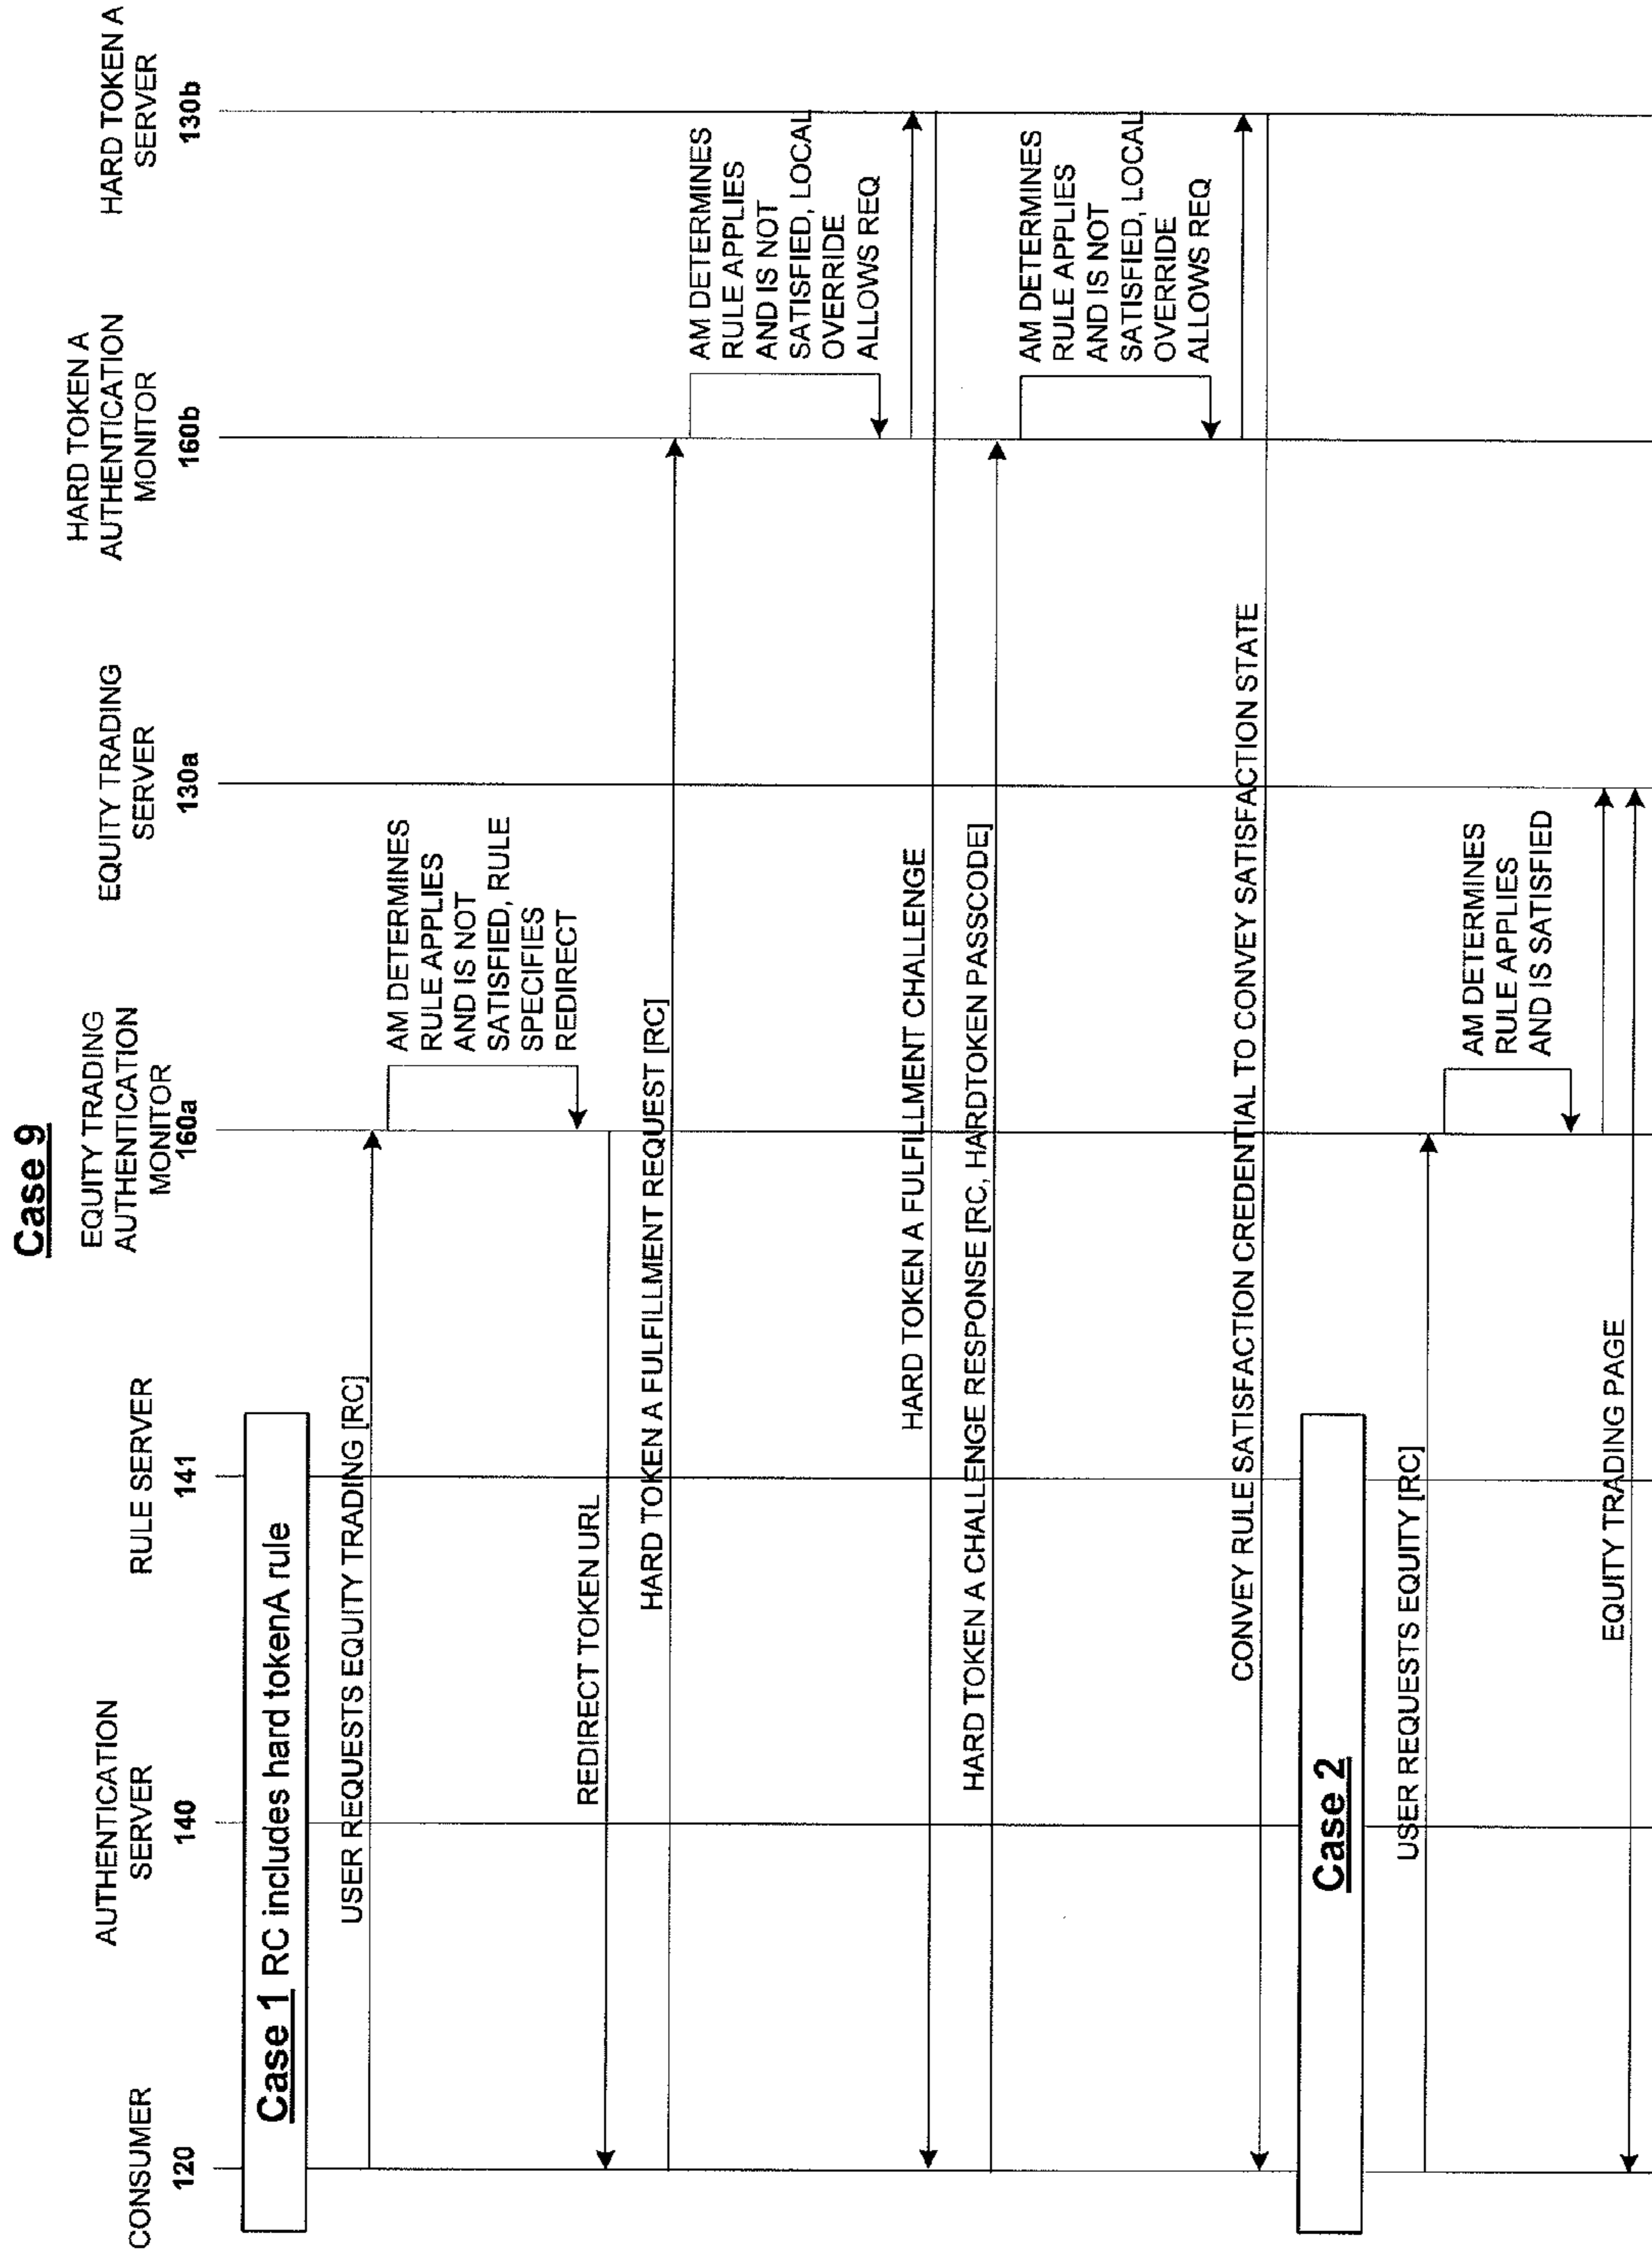 Case 9
CONSUMER
120
AUTHENTICATION
SERVER
140
RULE SERVER
141
EQUITY TRADING
AUTHENTICATION
MONITOR
160a
EQUITY TRADING
SERVER
130a
HARD TOKEN A
AUTHENTICATION
MONITOR
160b
HARD TOKEN A
SERVER
130b
Case 1 RC includes hard tokenA rule
USER REQUESTS EQUITY TRADING [RC]
AM DETERMINES
RULE APPLIES
AND IS NOT
SATISFIED, RULE
SPECIFIES
REDIRECT
REDIRECT TOKEN URL
HARD TOKEN A FULFILLMENT REQUEST [RC]
AM DETERMINES
RULE APPLIES
AND IS NOT
SATISFIED, LOCAL
OVERRIDE
ALLOWS REQ
HARD TOKEN A FULFILLMENT CHALLENGE
HARD TOKEN A CHALLENGE RESPONSE [RC, HARDTOKEN PASSCODE]
AM DETERMINES
RULE APPLIES
AND IS NOT
SATISFIED, LOCAL
OVERRIDE
ALLOWS REQ
CONVEY RULE SATISFACTION CREDENTIAL TO CONVEY SATISFACTION STATE
Case 2
USER REQUESTS EQUITY [RC]
AM DETERMINES
RULE APPLIES
AND IS SATISFIED
EQUITY TRADING PAGE